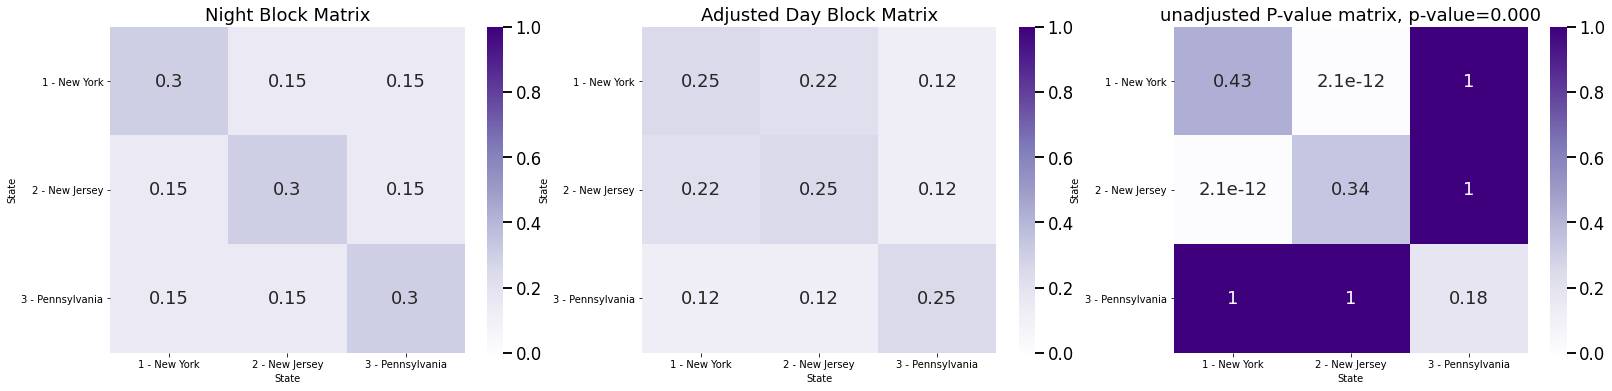 Night Block Matrix
State
1 - New York
2 - New Jersey
3 - Pennsylvania
0.3 0.15 0.15
0.15 0.3 0.15
0.15 0.15 0.3
1 - New York 2 - New Jersey 3 - Pennsylvania
State
1.0
0.8
0.6
0.4
0.2
0.0
Adjusted Day Block Matrix
State
1 - New York
2 - New Jersey
3 - Pennsylvania
0.25 0.22 0.12
0.22 0.25 0.12
0.12 0.12 0.25
1 - New York 2 - New Jersey 3 - Pennsylvania
State
1.0
0.8
0.6
0.4
0.2
0.0
unadjusted P-value matrix, p-value=0.000
State
1 - New York
2 - New Jersey
3 - Pennsylvania
0.43 2.1e-12 1
2.1e-12 0.34 1
1 1 0.18
1 - New York 2 - New Jersey 3 - Pennsylvania
State
1.0
0.8
0.6
0.4
0.2
0.0